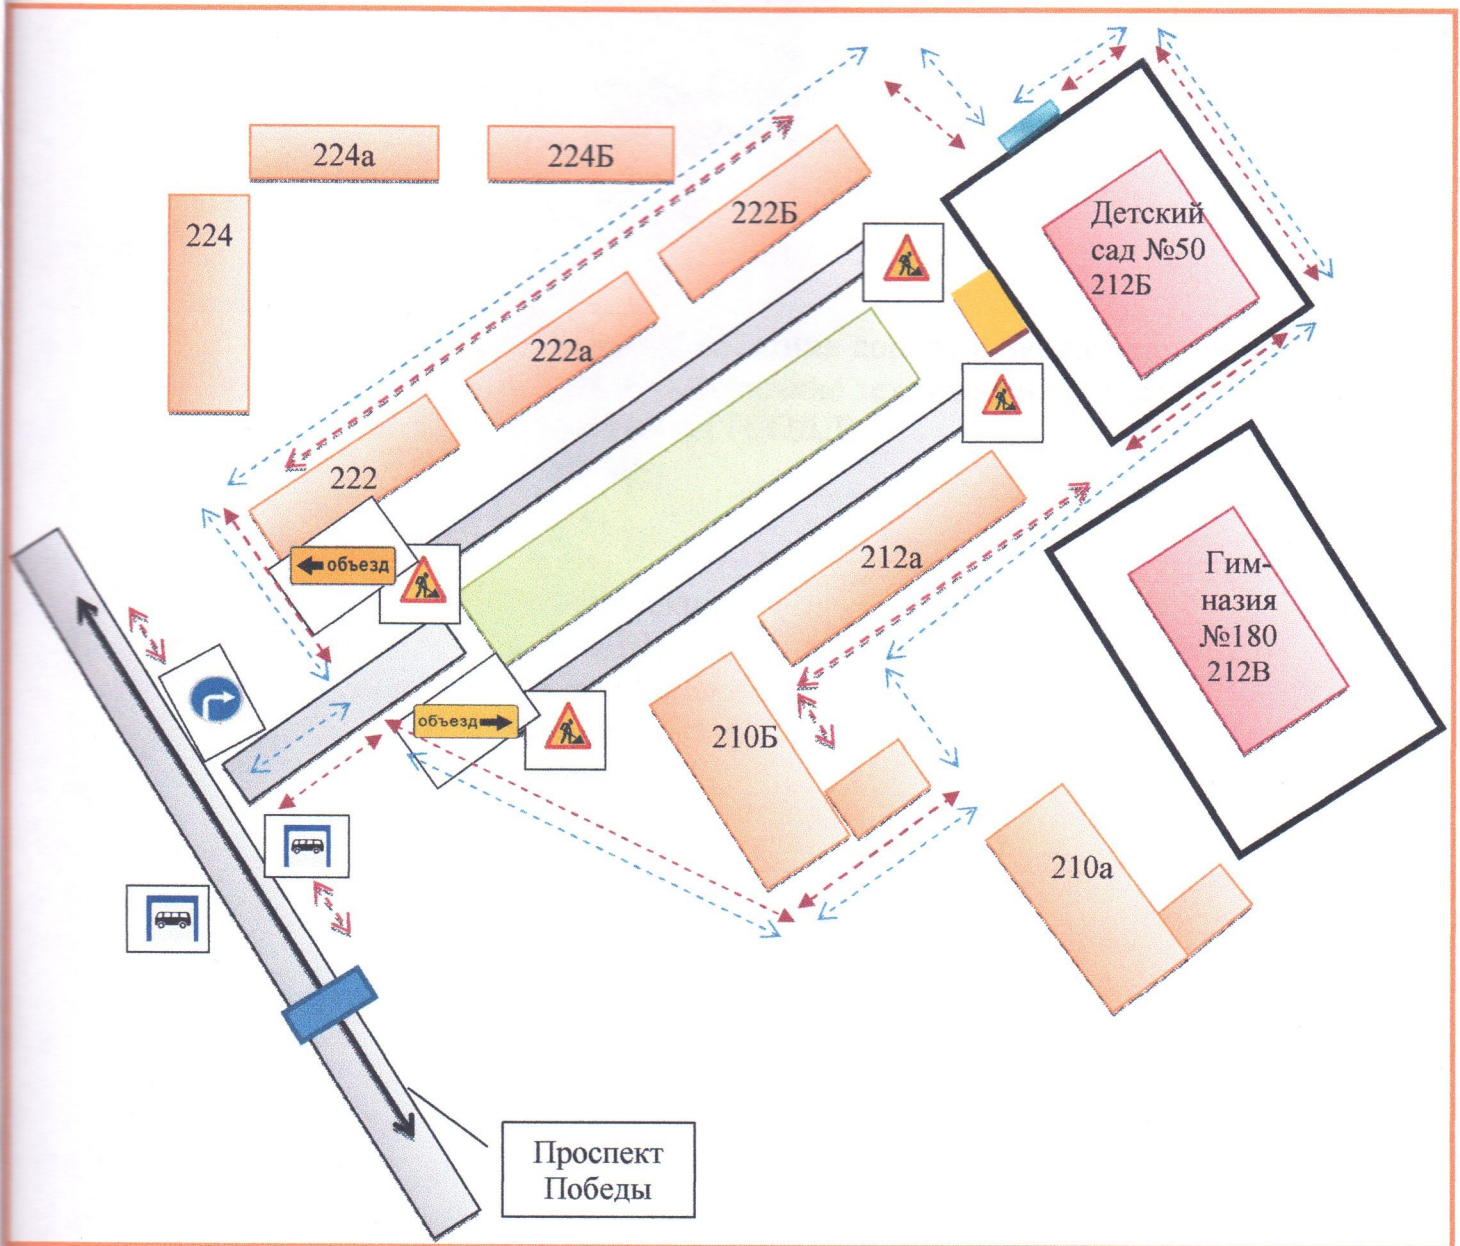 224а
224Б
224
222Б
Детский
сад №50
212Б
222а
222
212а
объезд
Гим-
назия
№180
212В
объезд
210Б
210а
Проспект
Победы